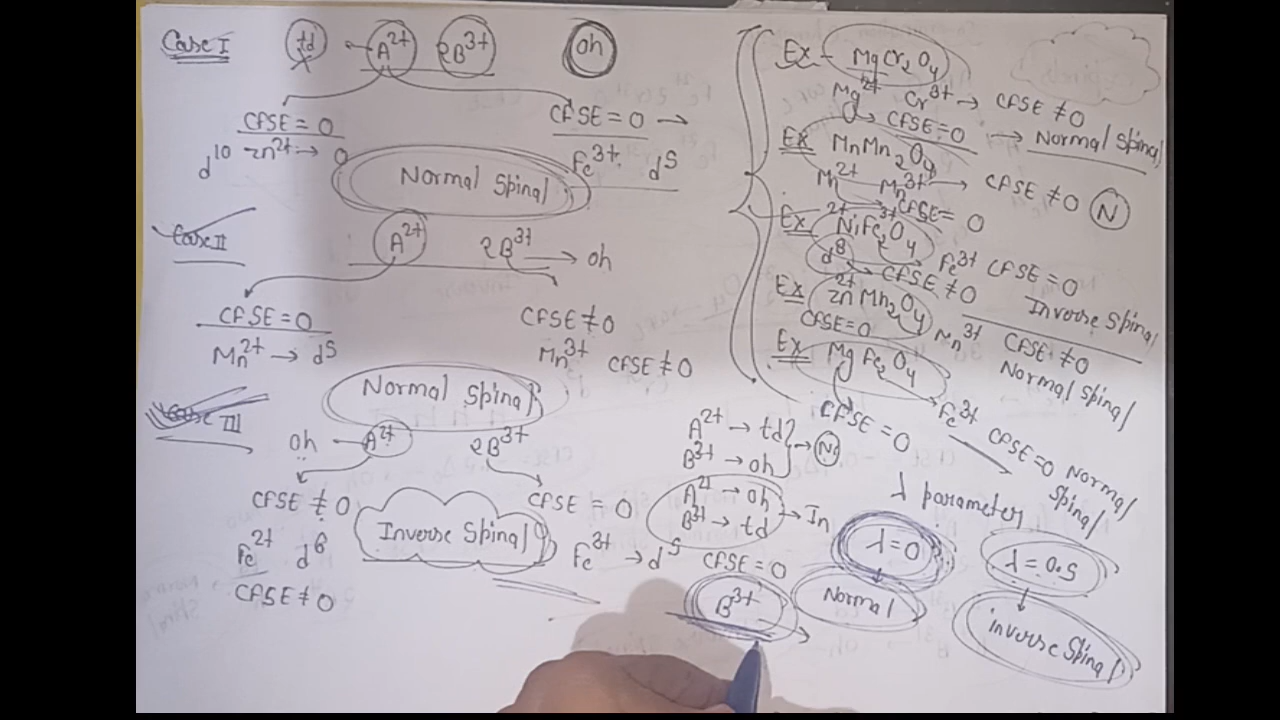 Case I td A²⁺ 2B³⁺ oh
CFSE = 0 CFSE = 0 →
d¹⁰ Zn²⁺ → 0 Fe³⁺ d⁵
Normal Spinal
Case II A²⁺ 2B³⁺ → oh
CFSE = 0 CFSE ≠ 0
Mn²⁺ → d⁵ Mn³⁺ CFSE ≠ 0
Normal Spinal
Case III
oh A²⁺ 2B³⁺
CFSE ≠ 0 CFSE = 0
Inverse Spinal
Fe²⁺ d⁶ Fe³⁺ → d⁵ CFSE = 0
CFSE ≠ 0
Ex - MgCr₂O₄
Mg²⁺ Cr³⁺ → CFSE ≠ 0
CFSE = 0 → Normal Spinal
Ex MnMn₂O₄
Mn²⁺ Mn³⁺ → CFSE ≠ 0 N
CFSE = 0
Ex ²⁺NiFe₂³⁺O₄
d⁸ Fe³⁺ CFSE = 0
CFSE ≠ 0 Inverse Spinal
Ex ²⁺ZnMn₂O₄
CFSE = 0 Mn³⁺ CFSE ≠ 0
Normal Spinal
Ex MgFe₂O₄
CFSE = 0 Fe³⁺ CFSE = 0 Normal Spinal
A²⁺ → td
B³⁺ → oh → N
A²⁺ → oh
B³⁺ → td → In
λ parameter
λ = 0 λ = 0.5
B³⁺ Normal inverse Spinal